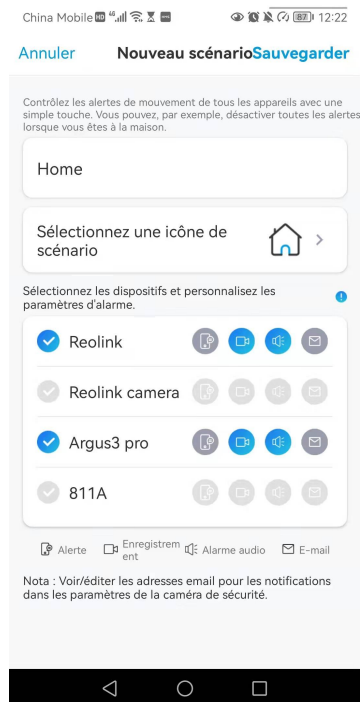 China Mobile HD 46 87 12:22
Annuler Nouveau scénarioSauvegarder
Contrôlez les alertes de mouvement de tous les appareils avec une
simple touche. Vous pouvez, par exemple, désactiver toutes les alertes
lorsque vous êtes à la maison.
Home
Sélectionnez une icône de
scénario
Sélectionnez les dispositifs et personnalisez les
paramètres d'alarme.
Reolink
Reolink camera
Argus3 pro
811A
Alerte Enregistrem
ent Alarme audio E-mail
Nota : Voir/éditer les adresses email pour les notifications
dans les paramètres de la caméra de sécurité.